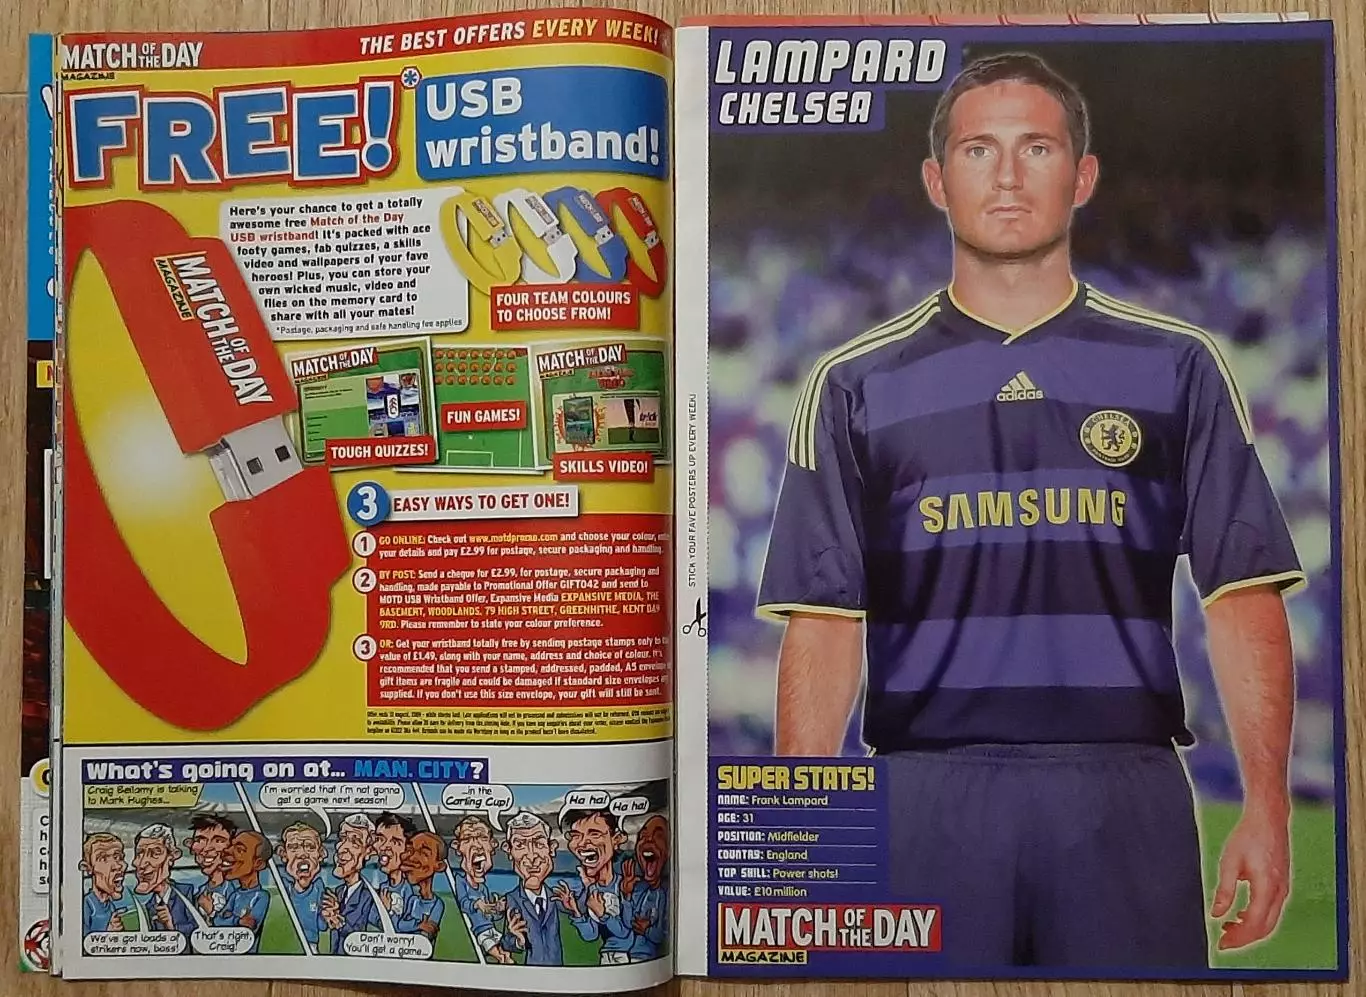 MATCH OF THE DAY
MAGAZINE
THE BEST OFFERS EVERY WEEK!
FREE!*
USB
wristband!
Here's your chance to get a totally
awesome free Match of the Day
USB wristband! It's packed with ace
footy games, fab quizzes, a skills
video and wallpapers of your fave
heroes! Plus, you can store your
own wicked music, video and
files on the memory card to
share with all your mates!
*Postage, packaging and safe handling fee applies
FOUR TEAM COLOURS
TO CHOOSE FROM!
MATCH OF THE DAY
MAGAZINE
MATCH OF THE DAY
MATCH OF THE DAY
TOUGH QUIZZES!
FUN GAMES!
SKILLS VIDEO!
3 EASY WAYS TO GET ONE!
1 GO ONLINE: Check out www.motdpromo.com and choose your colour,
your details and pay £2.99 for postage, secure packaging and handling.
2 BY POST: Send a cheque for £2.99, for postage, secure packaging and
handling, made payable to Promotional Offer GIFT042 and send to
MOTD USB Wristband Offer, Expansive Media EXPANSIVE MEDIA, THE
BASEMENT, WOODLANDS, 79 HIGH STREET, GREENHITHE, KENT DA9
9RD. Please remember to state your colour preference.
3 OR: Get your wristband totally free by sending postage stamps only to
value of £1.49, along with your name, address and choice of colour. It's
recommended that you send a stamped, addressed, padded, A5 envelope
gift items are fragile and could be damaged if standard size envelopes
supplied. If you don't use this size envelope, your gift will still be sent.
What's going on at... MAN. CITY?
Craig Bellamy is talking
to Mark Hughes...
We've got loads of
strikers now, boss!
That's right,
Craig!
I'm worried that I'm not gonna
get a game next season!
Don't worry!
You'll get a game...
...in the
Carling Cup!
Ha ha!
Ha ha!
STICK YOUR FAVE POSTERS UP EVERY WEEK!
LAMPARD
CHELSEA
adidas
CHELSEA
SAMSUNG
SUPER STATS!
NAME: Frank Lampard
AGE: 31
POSITION: Midfielder
COUNTRY: England
TOP SKILL: Power shots!
VALUE: £10 million
MATCH OF THE DAY
MAGAZINE